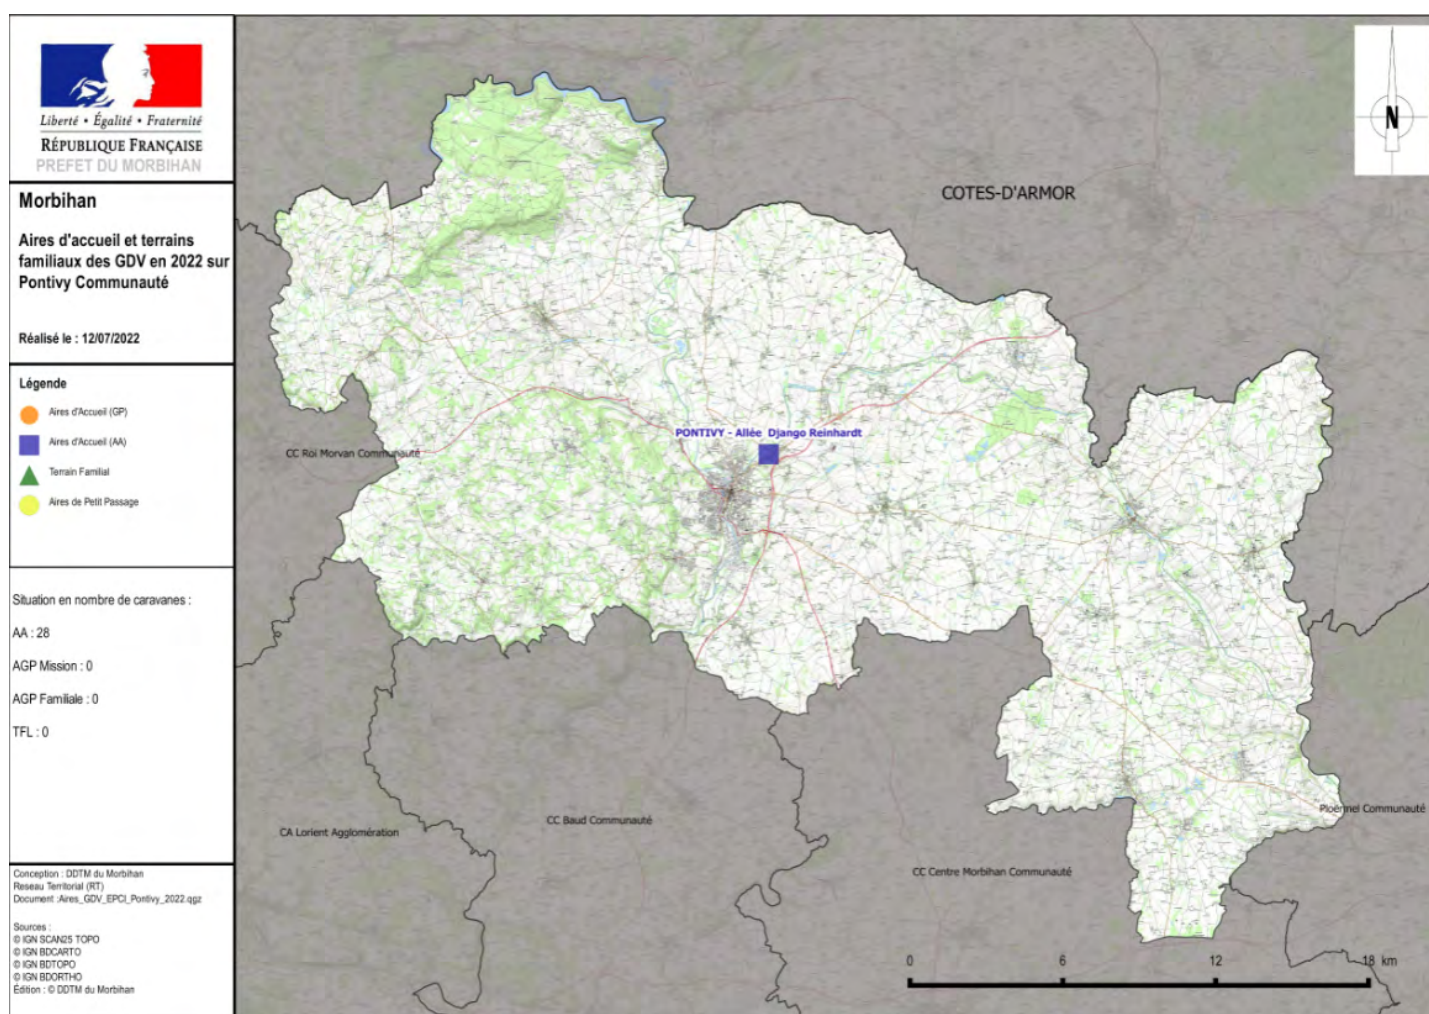 Liberté • Égalité • Fraternité
RÉPUBLIQUE FRANÇAISE
PREFET DU MORBIHAN
Morbihan
Aires d'accueil et terrains
familiaux des GDV en 2022 sur
Pontivy Communauté
Réalisé le : 12/07/2022
Légende
Aires d'Accueil (GP)
Aires d'Accueil (AA)
Terrain Familial
Aires de Petit Passage
Situation en nombre de caravanes :
AA : 28
AGP Mission : 0
AGP Familiale : 0
TFL : 0
Conception : DDTM du Morbihan
Reseau Territorial (RT)
Document :Aires_GDV_EPCI_Pontivy_2022.qgz
Sources :
© IGN SCAN25 TOPO
© IGN BDCARTO
© IGN BDTOPO
© IGN BDORTHO
Édition : © DDTM du Morbihan
N
COTES-D'ARMOR
PONTIVY - Allée Django Reinhardt
CC Roi Morvan Communauté
Ploërmel Communauté
CC Baud Communauté
CA Lorient Agglomération
CC Centre Morbihan Communauté
0 6 12 18 km